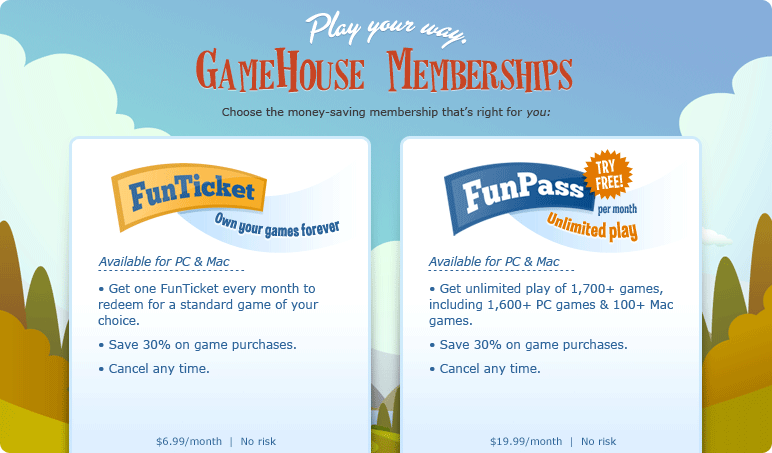 Play your way.
GAMEHOUSE MEMBERSHIPS
Choose the money-saving membership that's right for you:
FUNTICKET
Own your games forever
Available for PC & Mac
• Get one FunTicket every month to
redeem for a standard game of your
choice.
• Save 30% on game purchases.
• Cancel any time.
$6.99/month | No risk
FUNPASS
TRY
FREE!
per month
Unlimited play
Available for PC & Mac
• Get unlimited play of 1,700+ games,
including 1,600+ PC games & 100+ Mac
games.
• Save 30% on game purchases.
• Cancel any time.
$19.99/month | No risk